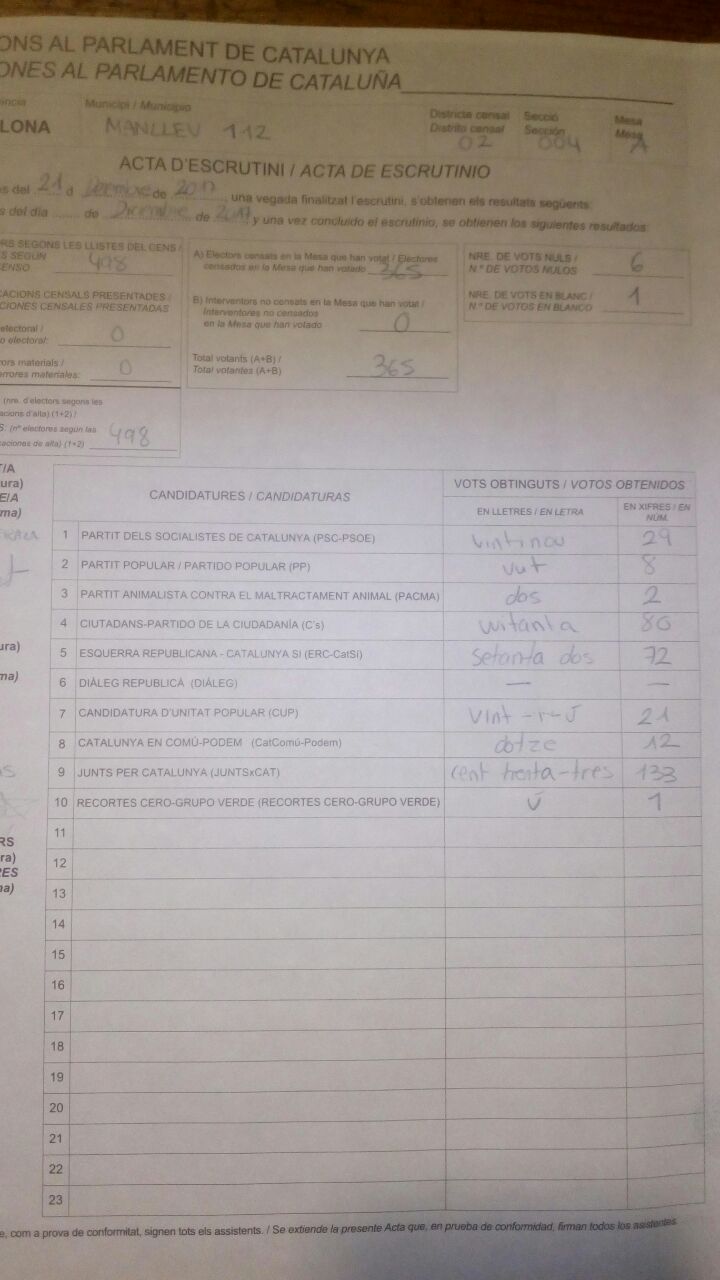 ONS AL PARLAMENT DE CATALUNYA
ONES AL PARLAMENTO DE CATALUÑA
Municipi / Municipio
LONA MANLLEU 112
Districte censal
Distrito censal
02
Secció
Sección
004
Mesa
Mesa
A
ACTA D'ESCRUTINI / ACTA DE ESCRUTINIO
s del 21 d Desembre de 2017, una vegada finalitzat l'escrutini, s'obtenen els resultats següents:
s del día ....... de Diciembre de 2017 y una vez concluido el escrutinio, se obtienen los siguientes resultados:
RS SEGONS LES LLISTES DEL CENS /
S SEGÚN
ENSO 498
CACIONS CENSALS PRESENTADES /
CIONES CENSALES PRESENTADAS
electoral /
o electoral: 0
rors materials /
rrores materiales: 0
(nre. d'electors segons les
acions d'alta) (1+2) /
S. (nº electores según las
caciones de alta) (1+2) 498
A) Electors censats en la Mesa que han votat / Electores
censados en la Mesa que han votado 365
B) Interventors no censats en la Mesa que han votat /
Interventores no censados
en la Mesa que han votado 0
Total votants (A+B) /
Total votantes (A+B) 365
NRE. DE VOTS NULS /
N.º DE VOTOS NULOS 6
NRE. DE VOTS EN BLANC /
N.º DE VOTOS EN BLANCO 1
T/A
ura)
E/A
ma)
ura)
ma)
RS
ra)
RES
na)
CANDIDATURES / CANDIDATURAS
VOTS OBTINGUTS / VOTOS OBTENIDOS
EN LLETRES / EN LETRA
EN XIFRES / EN
NÚM.
1 PARTIT DELS SOCIALISTES DE CATALUNYA (PSC-PSOE) vintinou 29
2 PARTIT POPULAR / PARTIDO POPULAR (PP) vuit 8
3 PARTIT ANIMALISTA CONTRA EL MALTRACTAMENT ANIMAL (PACMA) dos 2
4 CIUTADANS-PARTIDO DE LA CIUDADANÍA (C's) vuitanta 80
5 ESQUERRA REPUBLICANA - CATALUNYA SÍ (ERC-CatSí) setanta dos 72
6 DIÀLEG REPUBLICÀ (DIÀLEG) — —
7 CANDIDATURA D'UNITAT POPULAR (CUP) vint-i-ú 21
8 CATALUNYA EN COMÚ-PODEM (CatComú-Podem) dotze 12
9 JUNTS PER CATALUNYA (JUNTSxCAT) cent trenta-tres 133
10 RECORTES CERO-GRUPO VERDE (RECORTES CERO-GRUPO VERDE) ú 1
11
12
13
14
15
16
17
18
19
20
21
22
23
e, com a prova de conformitat, signen tots els assistents. / Se extiende la presente Acta que, en prueba de conformidad, firman todos los asistentes.